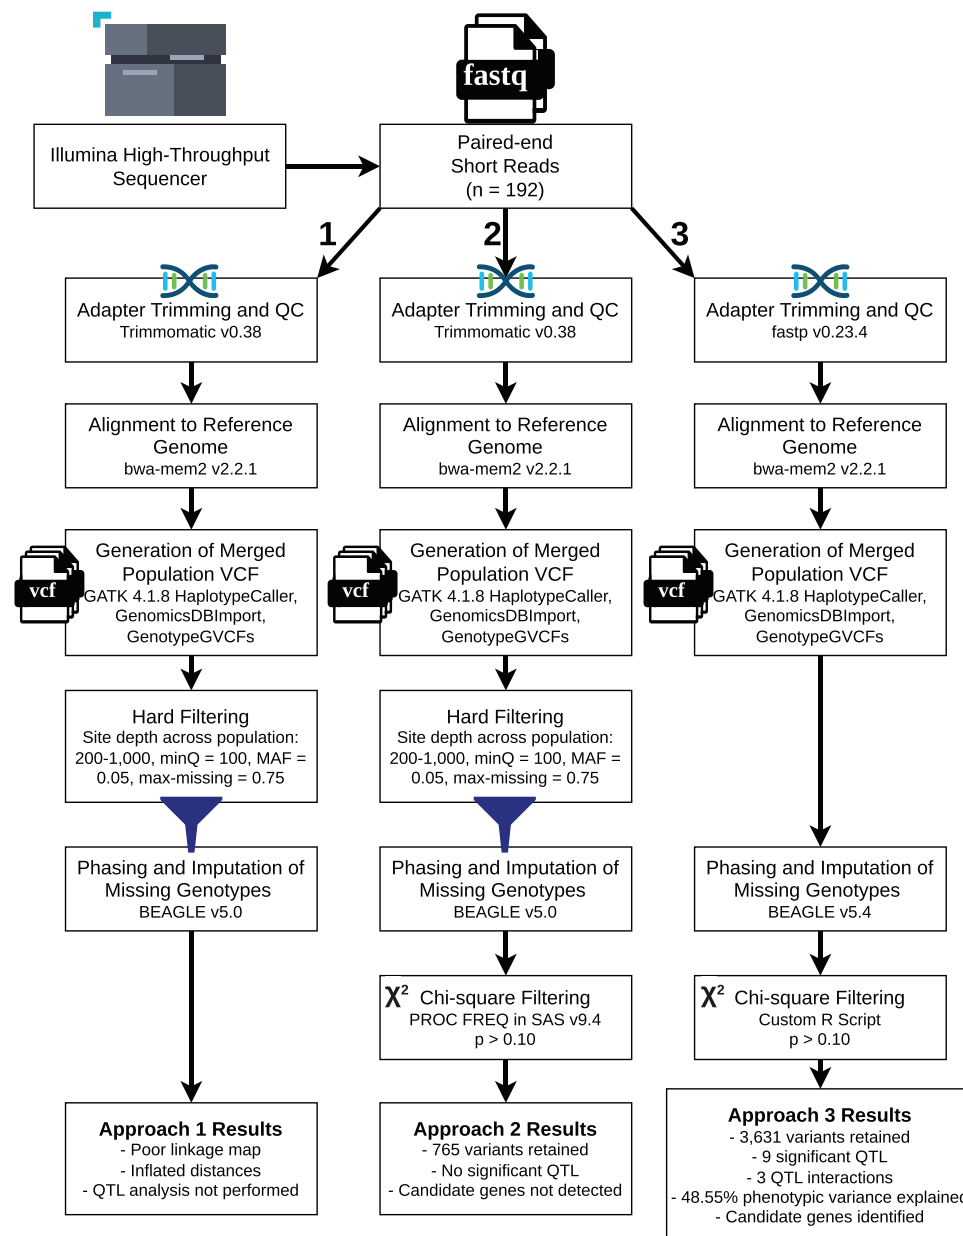 fastq
Illumina High-Throughput
Sequencer
Paired-end
Short Reads
(n = 192)
1
2
3
Adapter Trimming and QC
Trimmomatic v0.38
Adapter Trimming and QC
Trimmomatic v0.38
Adapter Trimming and QC
fastp v0.23.4
Alignment to Reference
Genome
bwa-mem2 v2.2.1
Alignment to Reference
Genome
bwa-mem2 v2.2.1
Alignment to Reference
Genome
bwa-mem2 v2.2.1
vcf
Generation of Merged
Population VCF
GATK 4.1.8 HaplotypeCaller,
GenomicsDBImport,
GenotypeGVCFs
vcf
Generation of Merged
Population VCF
GATK 4.1.8 HaplotypeCaller,
GenomicsDBImport,
GenotypeGVCFs
vcf
Generation of Merged
Population VCF
GATK 4.1.8 HaplotypeCaller,
GenomicsDBImport,
GenotypeGVCFs
Hard Filtering
Site depth across population:
200-1,000, minQ = 100, MAF =
0.05, max-missing = 0.75
Hard Filtering
Site depth across population:
200-1,000, minQ = 100, MAF =
0.05, max-missing = 0.75
Phasing and Imputation of
Missing Genotypes
BEAGLE v5.0
Phasing and Imputation of
Missing Genotypes
BEAGLE v5.0
Phasing and Imputation of
Missing Genotypes
BEAGLE v5.4
χ² Chi-square Filtering
PROC FREQ in SAS v9.4
p > 0.10
χ² Chi-square Filtering
Custom R Script
p > 0.10
Approach 1 Results
- Poor linkage map
- Inflated distances
- QTL analysis not performed
Approach 2 Results
- 765 variants retained
- No significant QTL
- Candidate genes not detected
Approach 3 Results
- 3,631 variants retained
- 9 significant QTL
- 3 QTL interactions
- 48.55% phenotypic variance explained
- Candidate genes identified